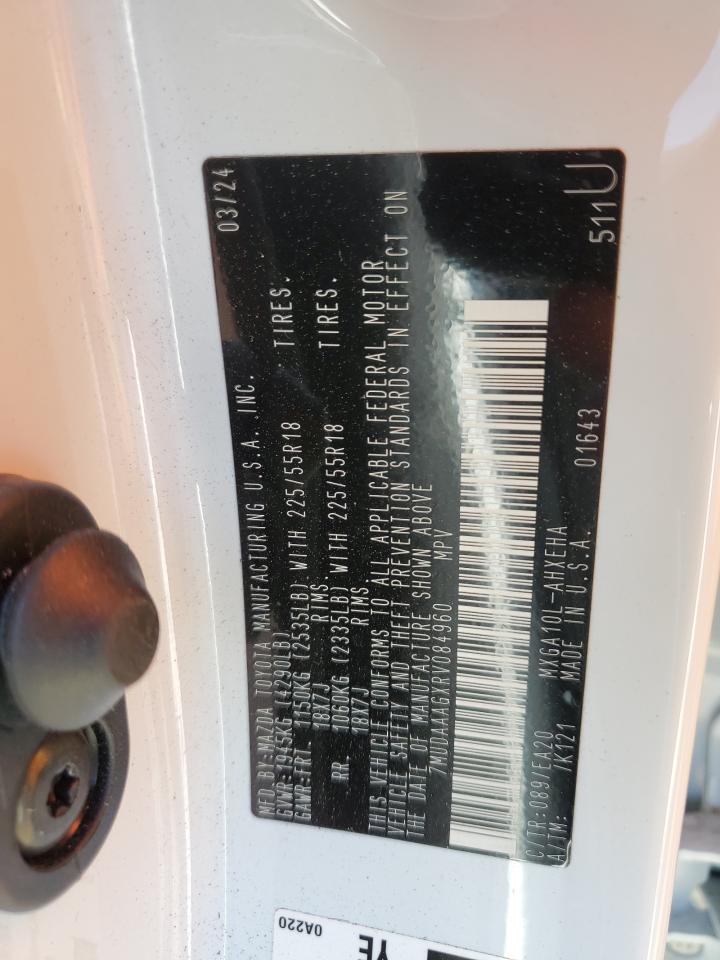 MFD.BY:MAZDA TOYOTA MANUFACTURING U.S.A. INC. 03/24
GVWR:1945KG (4290LB)
GAWR:FRT. 1150KG (2535LB) WITH 225/55R18 TIRES.
18X7J RIMS
RR. 1060KG (2335LB) WITH 225/55R18 TIRES.
18X7J RIMS
THIS VEHICLE CONFORMS TO ALL APPLICABLE FEDERAL MOTOR
VEHICLE SAFETY AND THEFT PREVENTION STANDARDS IN EFFECT ON
THE DATE OF MANUFACTURE SHOWN ABOVE
7MUDAAAGXRV084960 MPV
C/TR:089/EA20 MXGA10L-AHXEHA 511U
A/TM: /K121 MADE IN U.S.A. 01643
0A220
YE